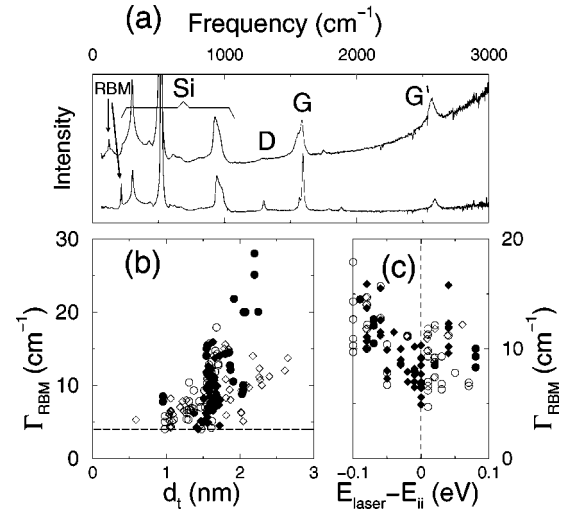 (a) Frequency (cm⁻¹)
0 1000 2000 3000
Intensity
RBM
Si
D
G
G'
(b)
30
20
10
0
Γ_RBM (cm⁻¹)
0 1 2 3
d_t (nm)
(c)
20
10
0
Γ_RBM (cm⁻¹)
-0.1 0 0.1
E_laser−E_ii (eV)